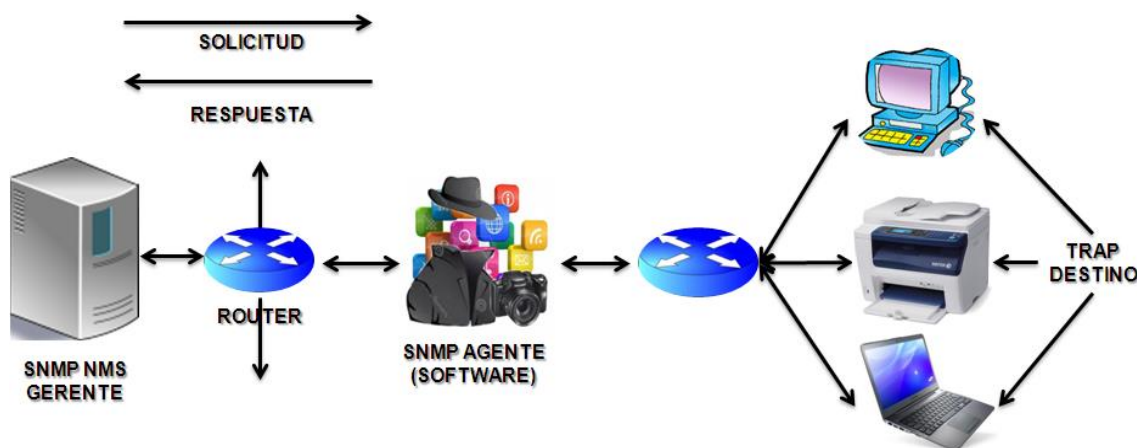 SOLICITUD
RESPUESTA
ROUTER
SNMP NMS
GERENTE
SNMP AGENTE
(SOFTWARE)
TRAP
DESTINO